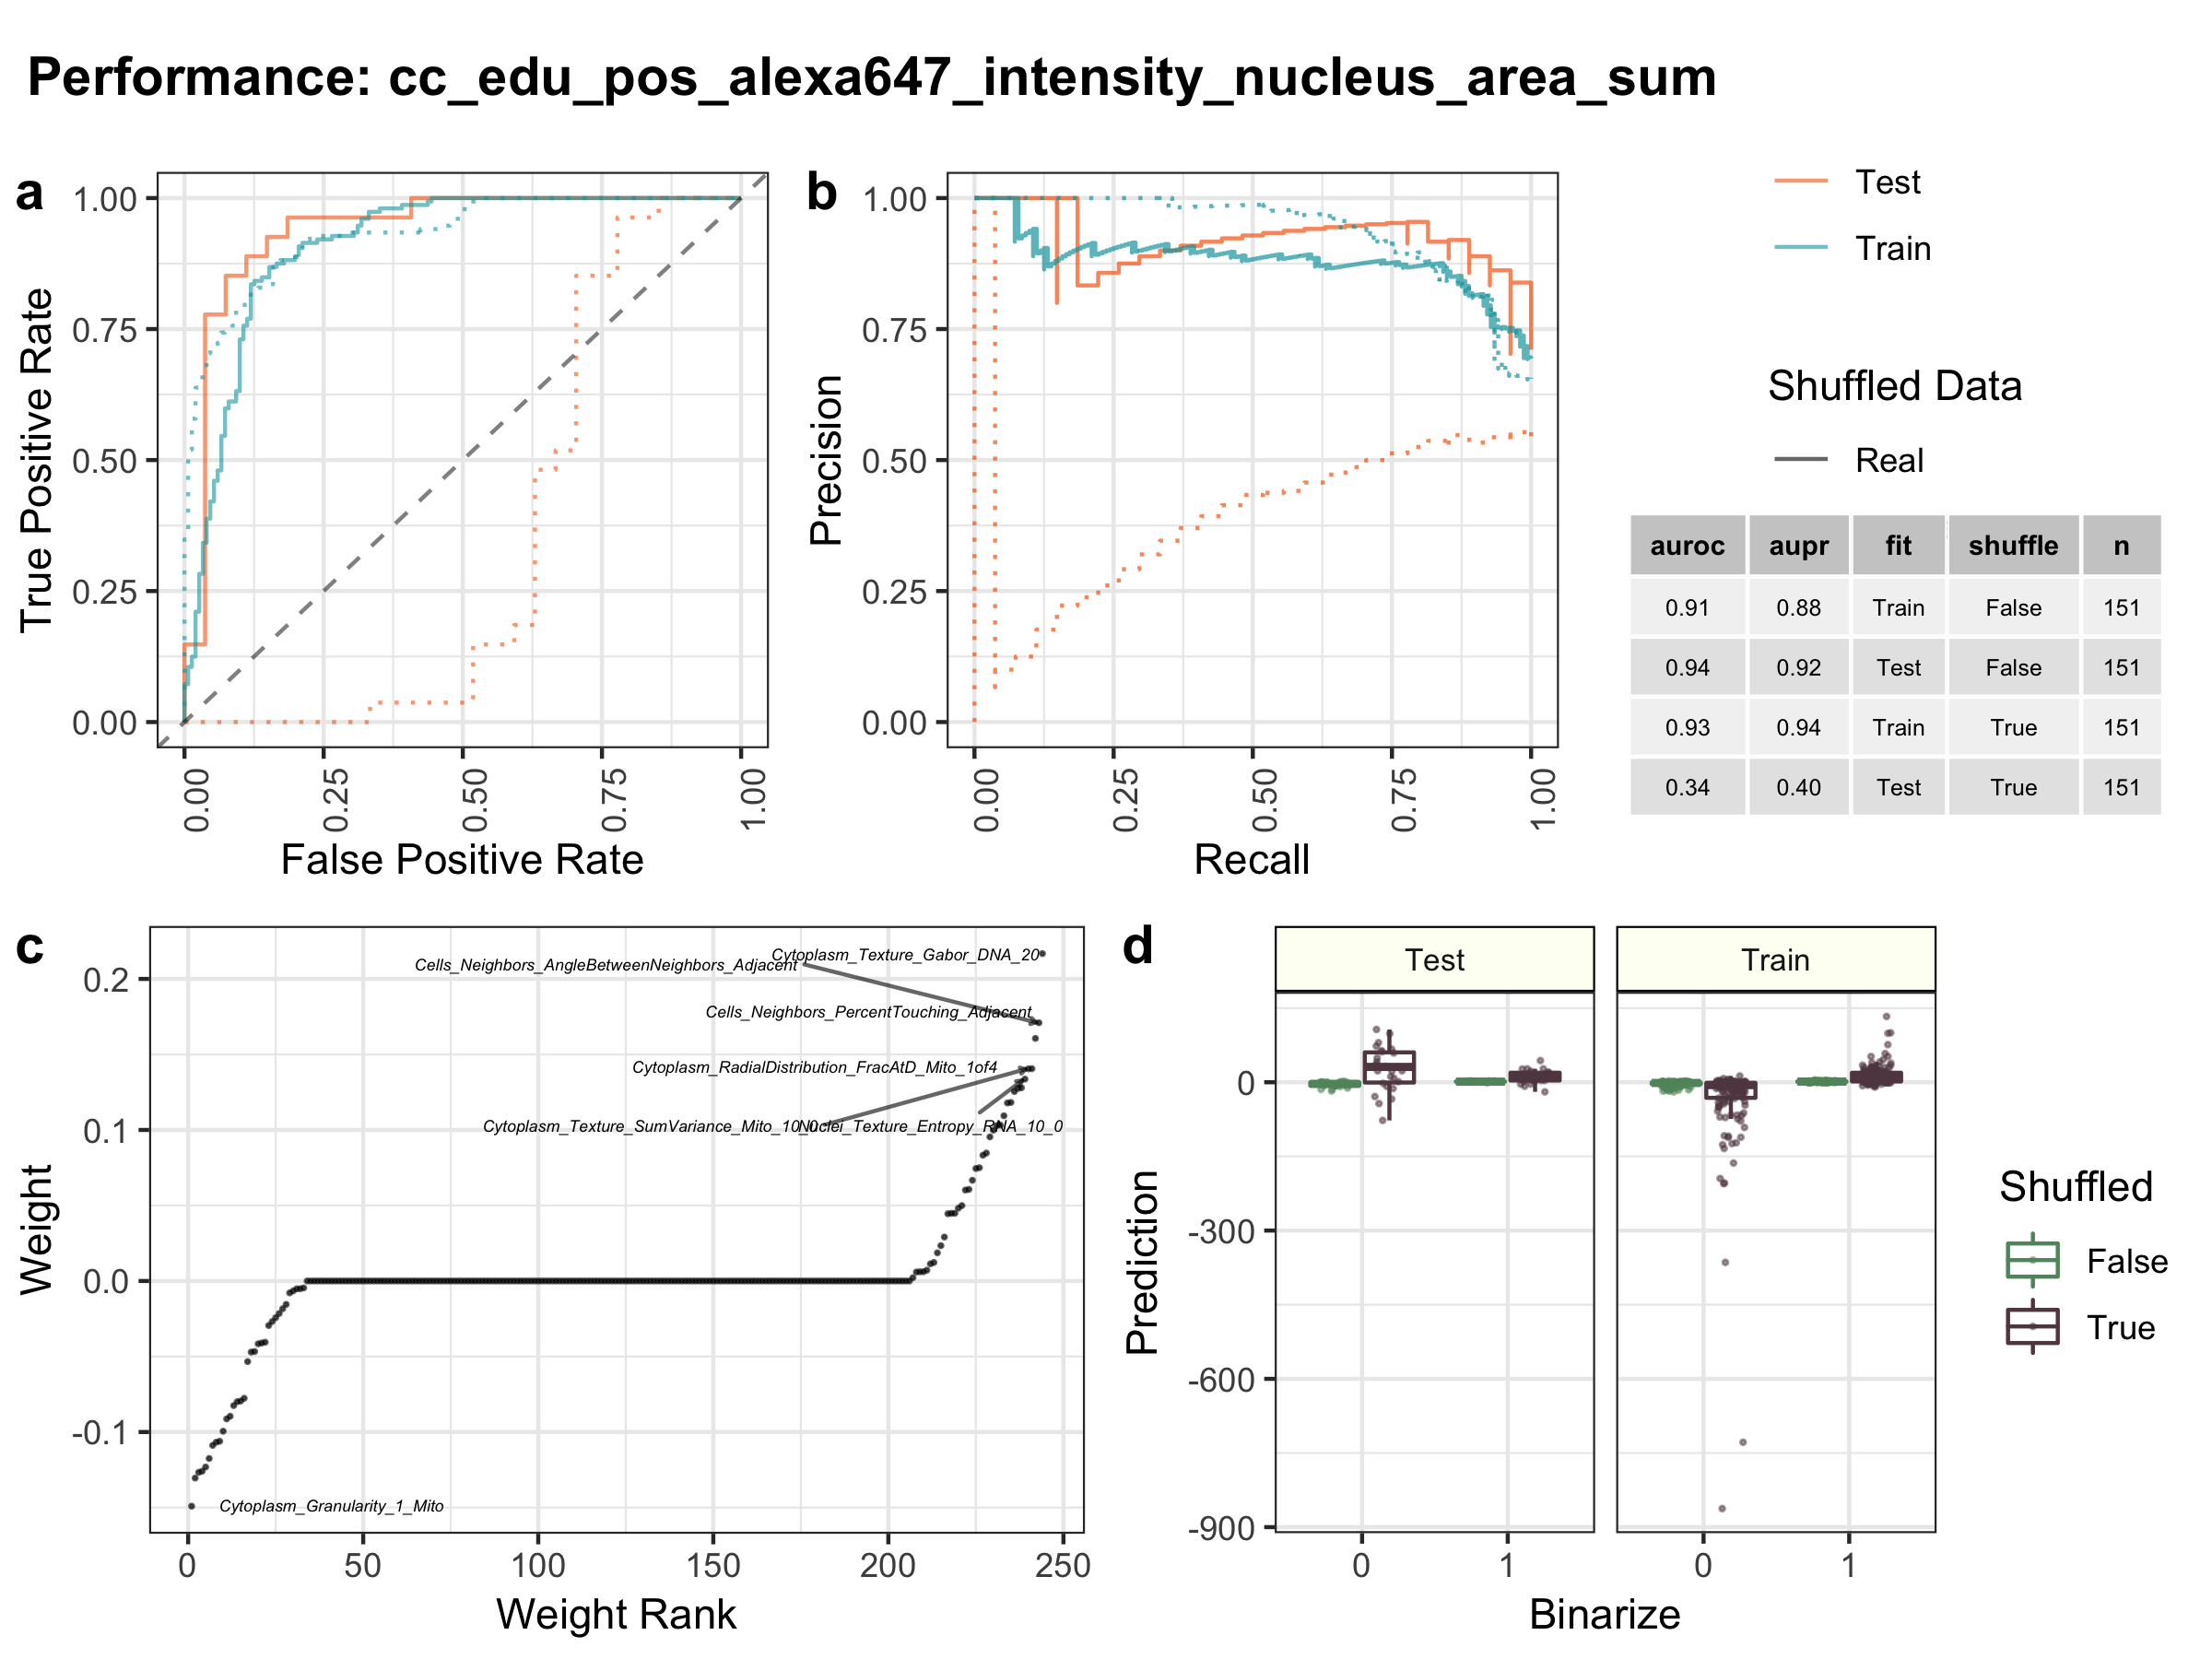 Performance: cc_edu_pos_alexa647_intensity_nucleus_area_sum
a
True Positive Rate
1.00
0.75
0.50
0.25
0.00
0.00
0.25
0.50
0.75
1.00
False Positive Rate
b
Precision
1.00
0.75
0.50
0.25
0.00
0.00
0.25
0.50
0.75
1.00
Recall
Test
Train
Shuffled Data
Real
auroc aupr fit shuffle n
0.91 0.88 Train False 151
0.94 0.92 Test False 151
0.93 0.94 Train True 151
0.34 0.40 Test True 151
c
Weight
0.2
0.1
0.0
-0.1
Cytoplasm_Texture_Gabor_DNA_20
Cells_Neighbors_AngleBetweenNeighbors_Adjacent
Cells_Neighbors_PercentTouching_Adjacent
Cytoplasm_RadialDistribution_FracAtD_Mito_1of4
Cytoplasm_Texture_SumVariance_Mito_10_0
Nuclei_Texture_Entropy_RNA_10_0
Cytoplasm_Granularity_1_Mito
0 50 100 150 200 250
Weight Rank
d
Test
Train
Prediction
0
-300
-600
-900
0 1
0 1
Binarize
Shuffled
False
True